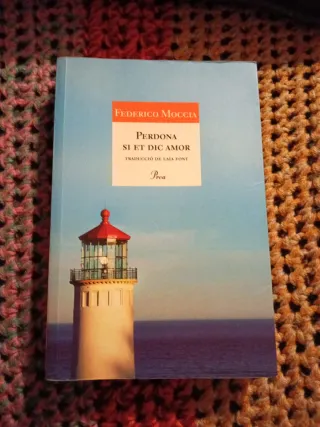 FEDERICO MOCCIA
PERDONA
SI ET DIC AMOR
TRADUCCIÓ DE LAIA FONT
Proa